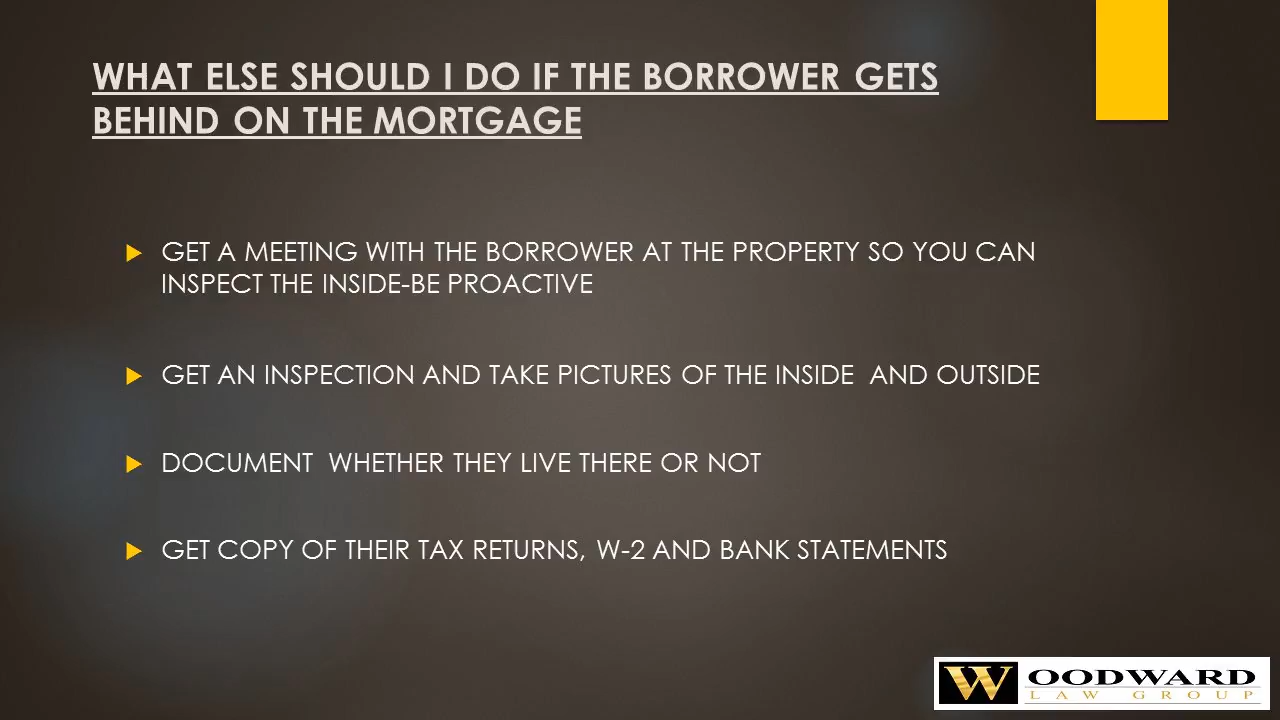 WHAT ELSE SHOULD I DO IF THE BORROWER GETS
BEHIND ON THE MORTGAGE
GET A MEETING WITH THE BORROWER AT THE PROPERTY SO YOU CAN
INSPECT THE INSIDE-BE PROACTIVE
GET AN INSPECTION AND TAKE PICTURES OF THE INSIDE  AND OUTSIDE
DOCUMENT  WHETHER THEY LIVE THERE OR NOT
GET COPY OF THEIR TAX RETURNS, W-2 AND BANK STATEMENTS
WOODWARD
LAW GROUP